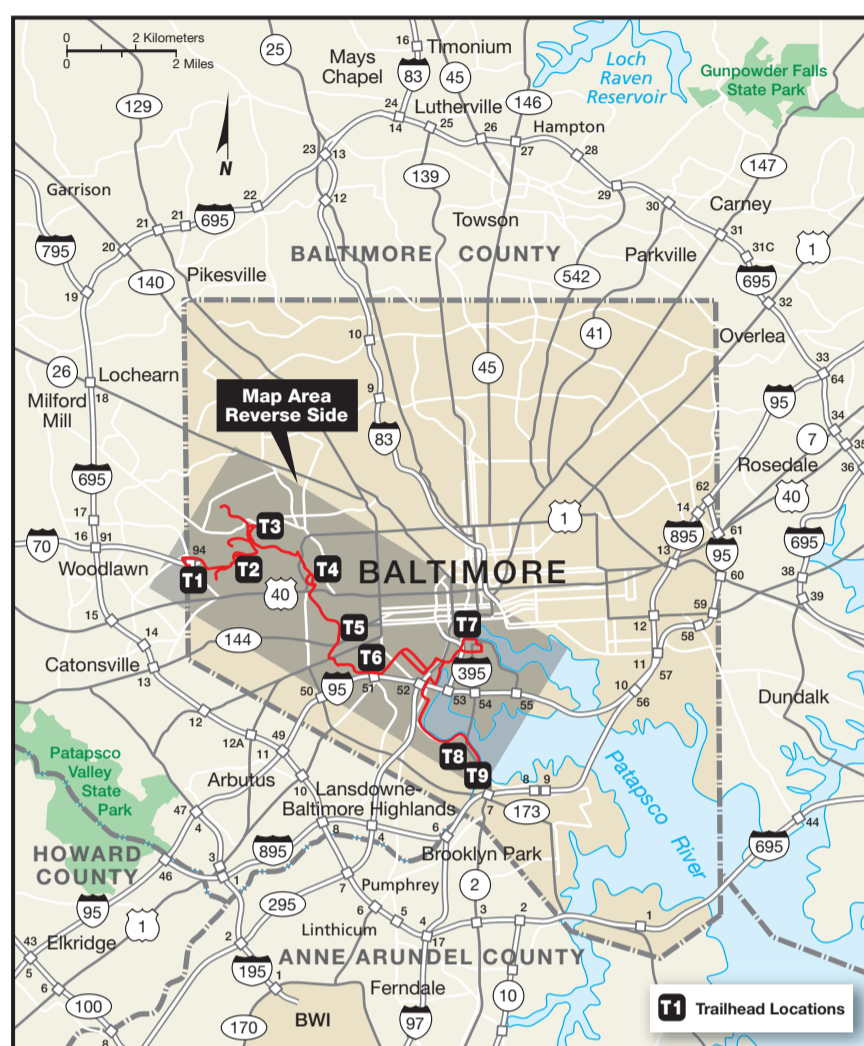 0 2 Kilometers
0 2 Miles
N
25
16
Timonium
Mays
Chapel
83
45
Loch
Raven
Reservoir
Gunpowder Falls
State Park
129
24
14
Lutherville
25
146
26
27
Hampton
28
147
23
13
139
29
30
Carney
Garrison
22
12
21
21
695
Towson
31
31C
1
795
20
BALTIMORE COUNTY
Parkville
140
Pikesville
542
695
19
32
10
41
Overlea
26
Lochearn
18
Milford
Mill
Map Area
Reverse Side
9
45
33
64
95
83
34
7
35
36
695
Rosedale
17
62
40
14
1
T3
895
61
95
695
70
16
91
94
Woodlawn
T1
T2
T4
BALTIMORE
13
60
38
40
39
15
59
12
58
144
T5
T7
14
Catonsville
13
T6
395
11
57
50
95
51
52
53
54
55
10
56
12
Dundalk
12A
49
11
Patapsco
Valley
State
Park
T8
T9
Patapsco River
Arbutus
10
Lansdowne-
Baltimore Highlands
8
9
7
173
47
4
8
4
6
44
HOWARD
COUNTY
3
1
895
Brooklyn Park
695
46
7
Pumphrey
2
95
1
295
6
5
Linthicum
4
17
3
2
1
43
5
Elkridge
2
ANNE ARUNDEL COUNTY
195
1
6
Ferndale
10
100
8
170
BWI
97
T1 Trailhead Locations